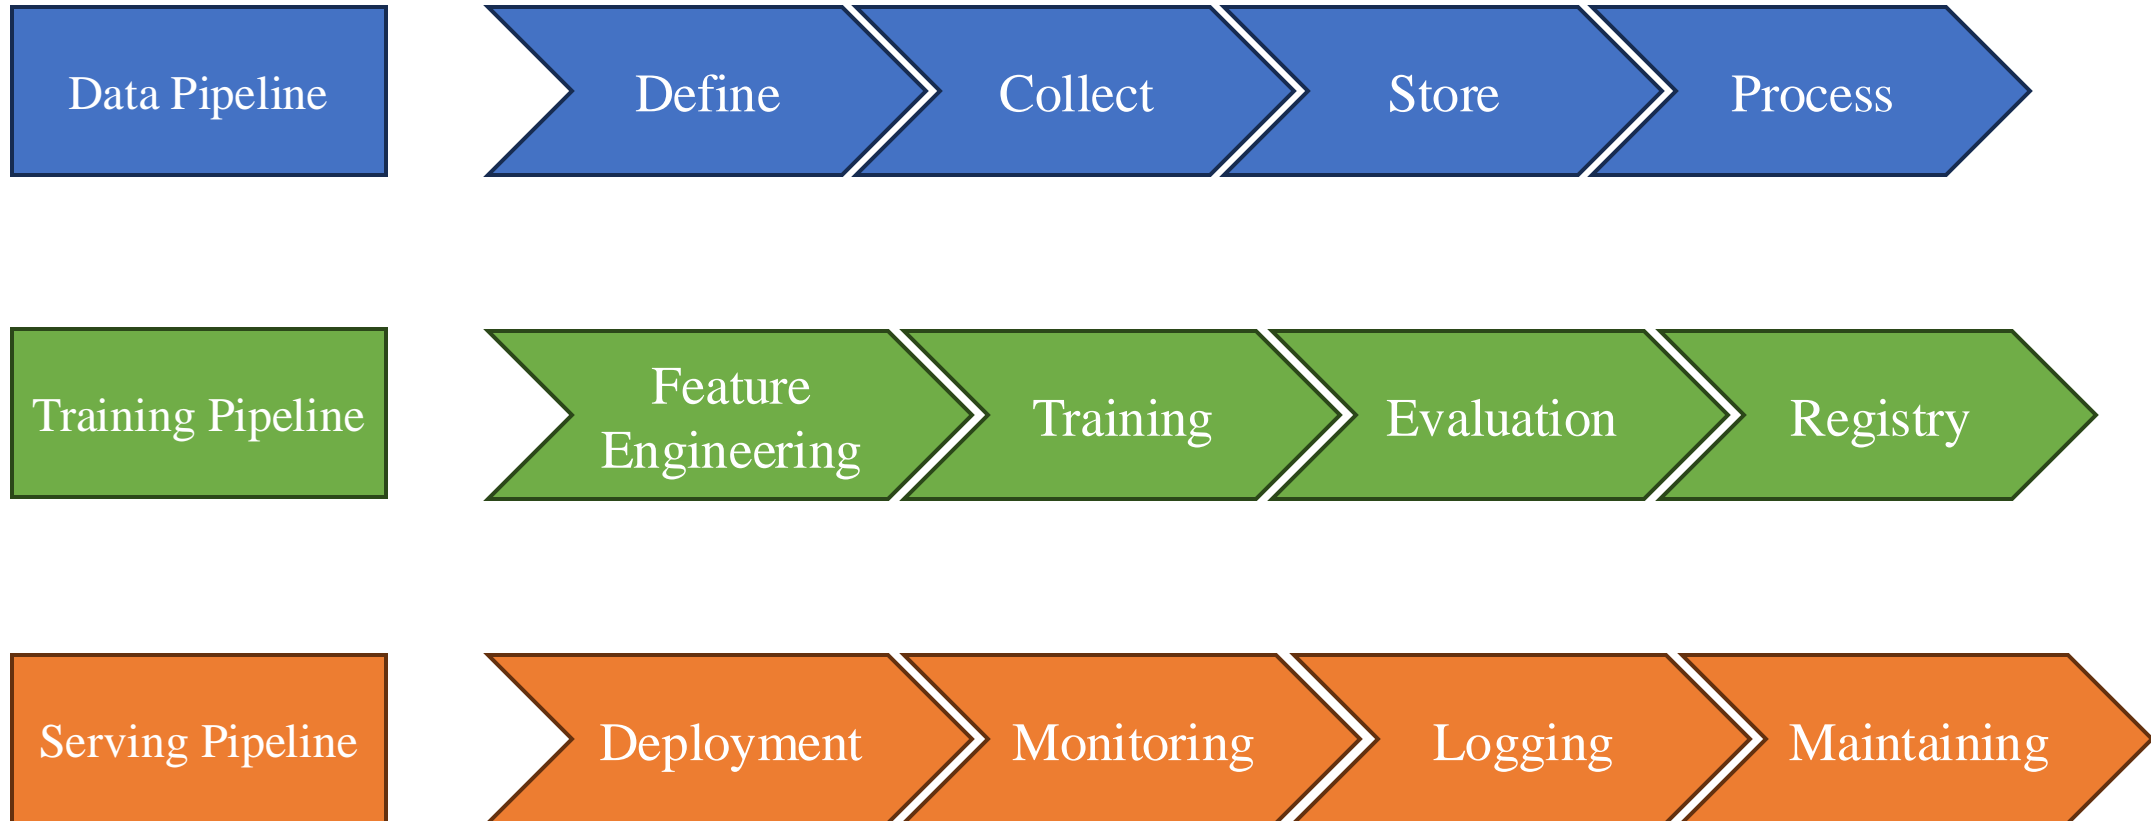 Data Pipeline
Define
Collect
Store
Process
Training Pipeline
Feature
Engineering
Training
Evaluation
Registry
Serving Pipeline
Deployment
Monitoring
Logging
Maintaining